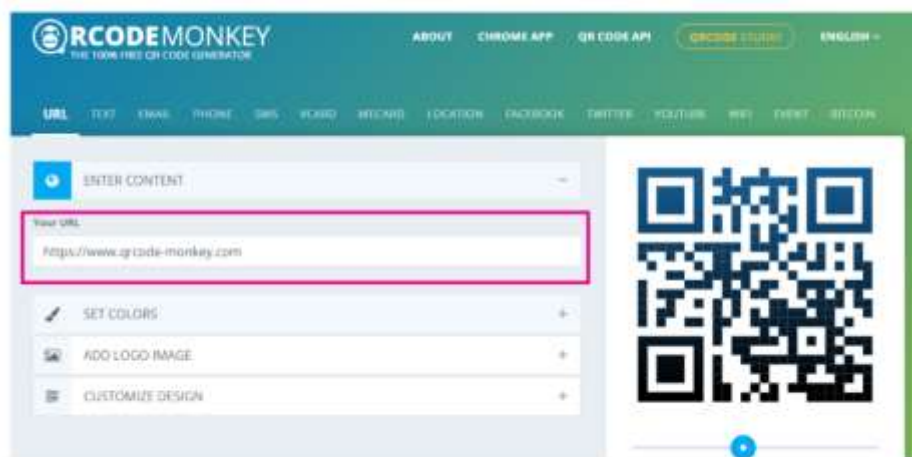 QRCODEMONKEY
THE 100% FREE QR CODE GENERATOR
ABOUT CHROME APP QR CODE API QRCODE STUDIO ENGLISH
URL TEXT EMAIL PHONE SMS VCARD MECARD LOCATION FACEBOOK TWITTER YOUTUBE WIFI EVENT BITCOIN
ENTER CONTENT
Your URL
https://www.qrcode-monkey.com
SET COLORS
ADD LOGO IMAGE
CUSTOMIZE DESIGN